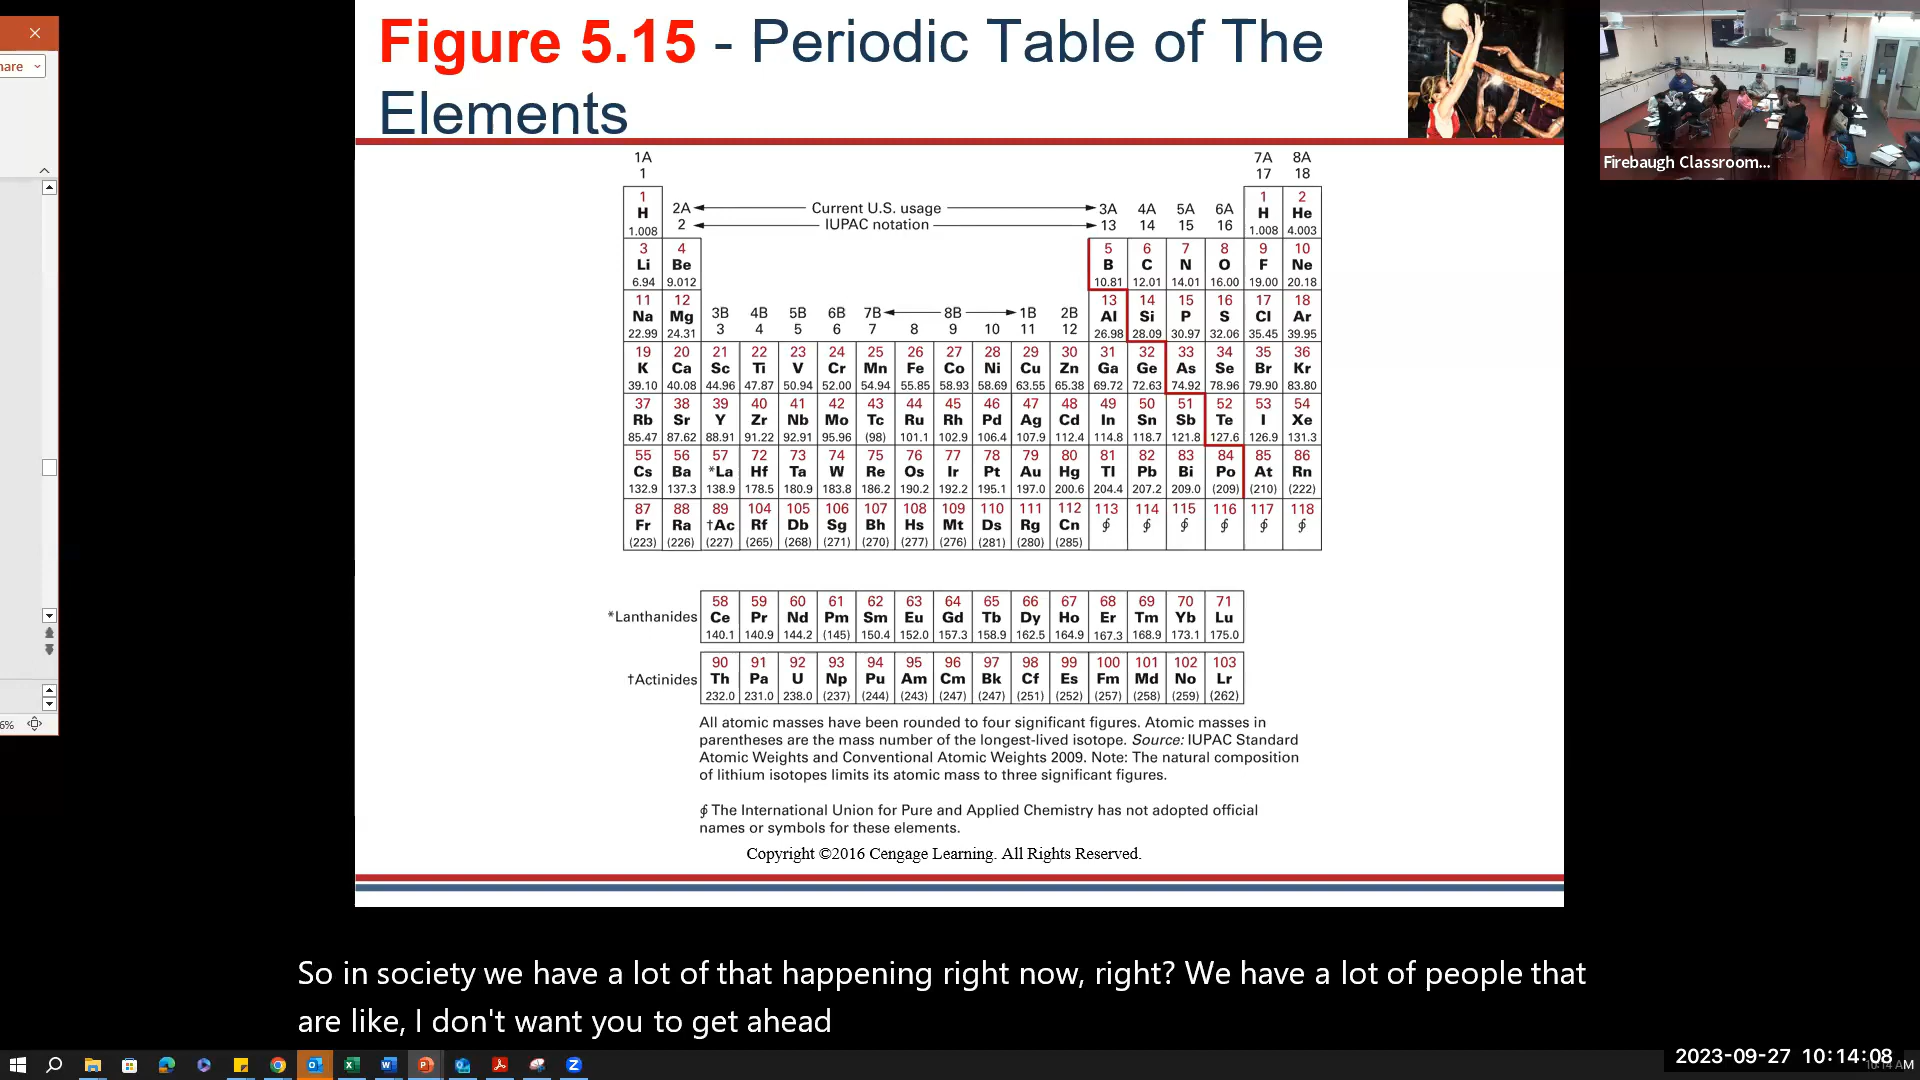 Figure 5.15 - Periodic Table of The
Elements
hare
6%
Firebaugh Classroom...
1A 7A 8A
1 17 18
1 1 2
H 2A Current U.S. usage 3A 4A 5A 6A H He
1.008 2 IUPAC notation 13 14 15 16 1.008 4.003
3 4 5 6 7 8 9 10
Li Be B C N O F Ne
6.94 9.012 10.81 12.01 14.01 16.00 19.00 20.18
11 12 13 14 15 16 17 18
Na Mg 3B 4B 5B 6B 7B 8B 1B 2B Al Si P S Cl Ar
22.99 24.31 3 4 5 6 7 8 9 10 11 12 26.98 28.09 30.97 32.06 35.45 39.95
19 20 21 22 23 24 25 26 27 28 29 30 31 32 33 34 35 36
K Ca Sc Ti V Cr Mn Fe Co Ni Cu Zn Ga Ge As Se Br Kr
39.10 40.08 44.96 47.87 50.94 52.00 54.94 55.85 58.93 58.69 63.55 65.38 69.72 72.63 74.92 78.96 79.90 83.80
37 38 39 40 41 42 43 44 45 46 47 48 49 50 51 52 53 54
Rb Sr Y Zr Nb Mo Tc Ru Rh Pd Ag Cd In Sn Sb Te I Xe
85.47 87.62 88.91 91.22 92.91 95.96 (98) 101.1 102.9 106.4 107.9 112.4 114.8 118.7 121.8 127.6 126.9 131.3
55 56 57 72 73 74 75 76 77 78 79 80 81 82 83 84 85 86
Cs Ba *La Hf Ta W Re Os Ir Pt Au Hg Tl Pb Bi Po At Rn
132.9 137.3 138.9 178.5 180.9 183.8 186.2 190.2 192.2 195.1 197.0 200.6 204.4 207.2 209.0 (209) (210) (222)
87 88 89 104 105 106 107 108 109 110 111 112 113 114 115 116 117 118
Fr Ra †Ac Rf Db Sg Bh Hs Mt Ds Rg Cn ∮ ∮ ∮ ∮ ∮ ∮
(223) (226) (227) (265) (268) (271) (270) (277) (276) (281) (280) (285)
58 59 60 61 62 63 64 65 66 67 68 69 70 71
*Lanthanides Ce Pr Nd Pm Sm Eu Gd Tb Dy Ho Er Tm Yb Lu
140.1 140.9 144.2 (145) 150.4 152.0 157.3 158.9 162.5 164.9 167.3 168.9 173.1 175.0
90 91 92 93 94 95 96 97 98 99 100 101 102 103
†Actinides Th Pa U Np Pu Am Cm Bk Cf Es Fm Md No Lr
232.0 231.0 238.0 (237) (244) (243) (247) (247) (251) (252) (257) (258) (259) (262)
All atomic masses have been rounded to four significant figures. Atomic masses in
parentheses are the mass number of the longest-lived isotope. Source: IUPAC Standard
Atomic Weights and Conventional Atomic Weights 2009. Note: The natural composition
of lithium isotopes limits its atomic mass to three significant figures.
∮ The International Union for Pure and Applied Chemistry has not adopted official
names or symbols for these elements.
Copyright ©2016 Cengage Learning. All Rights Reserved.
So in society we have a lot of that happening right now, right? We have a lot of people that
are like, I don't want you to get ahead
2023-09-27 10:14:08
10:14 AM